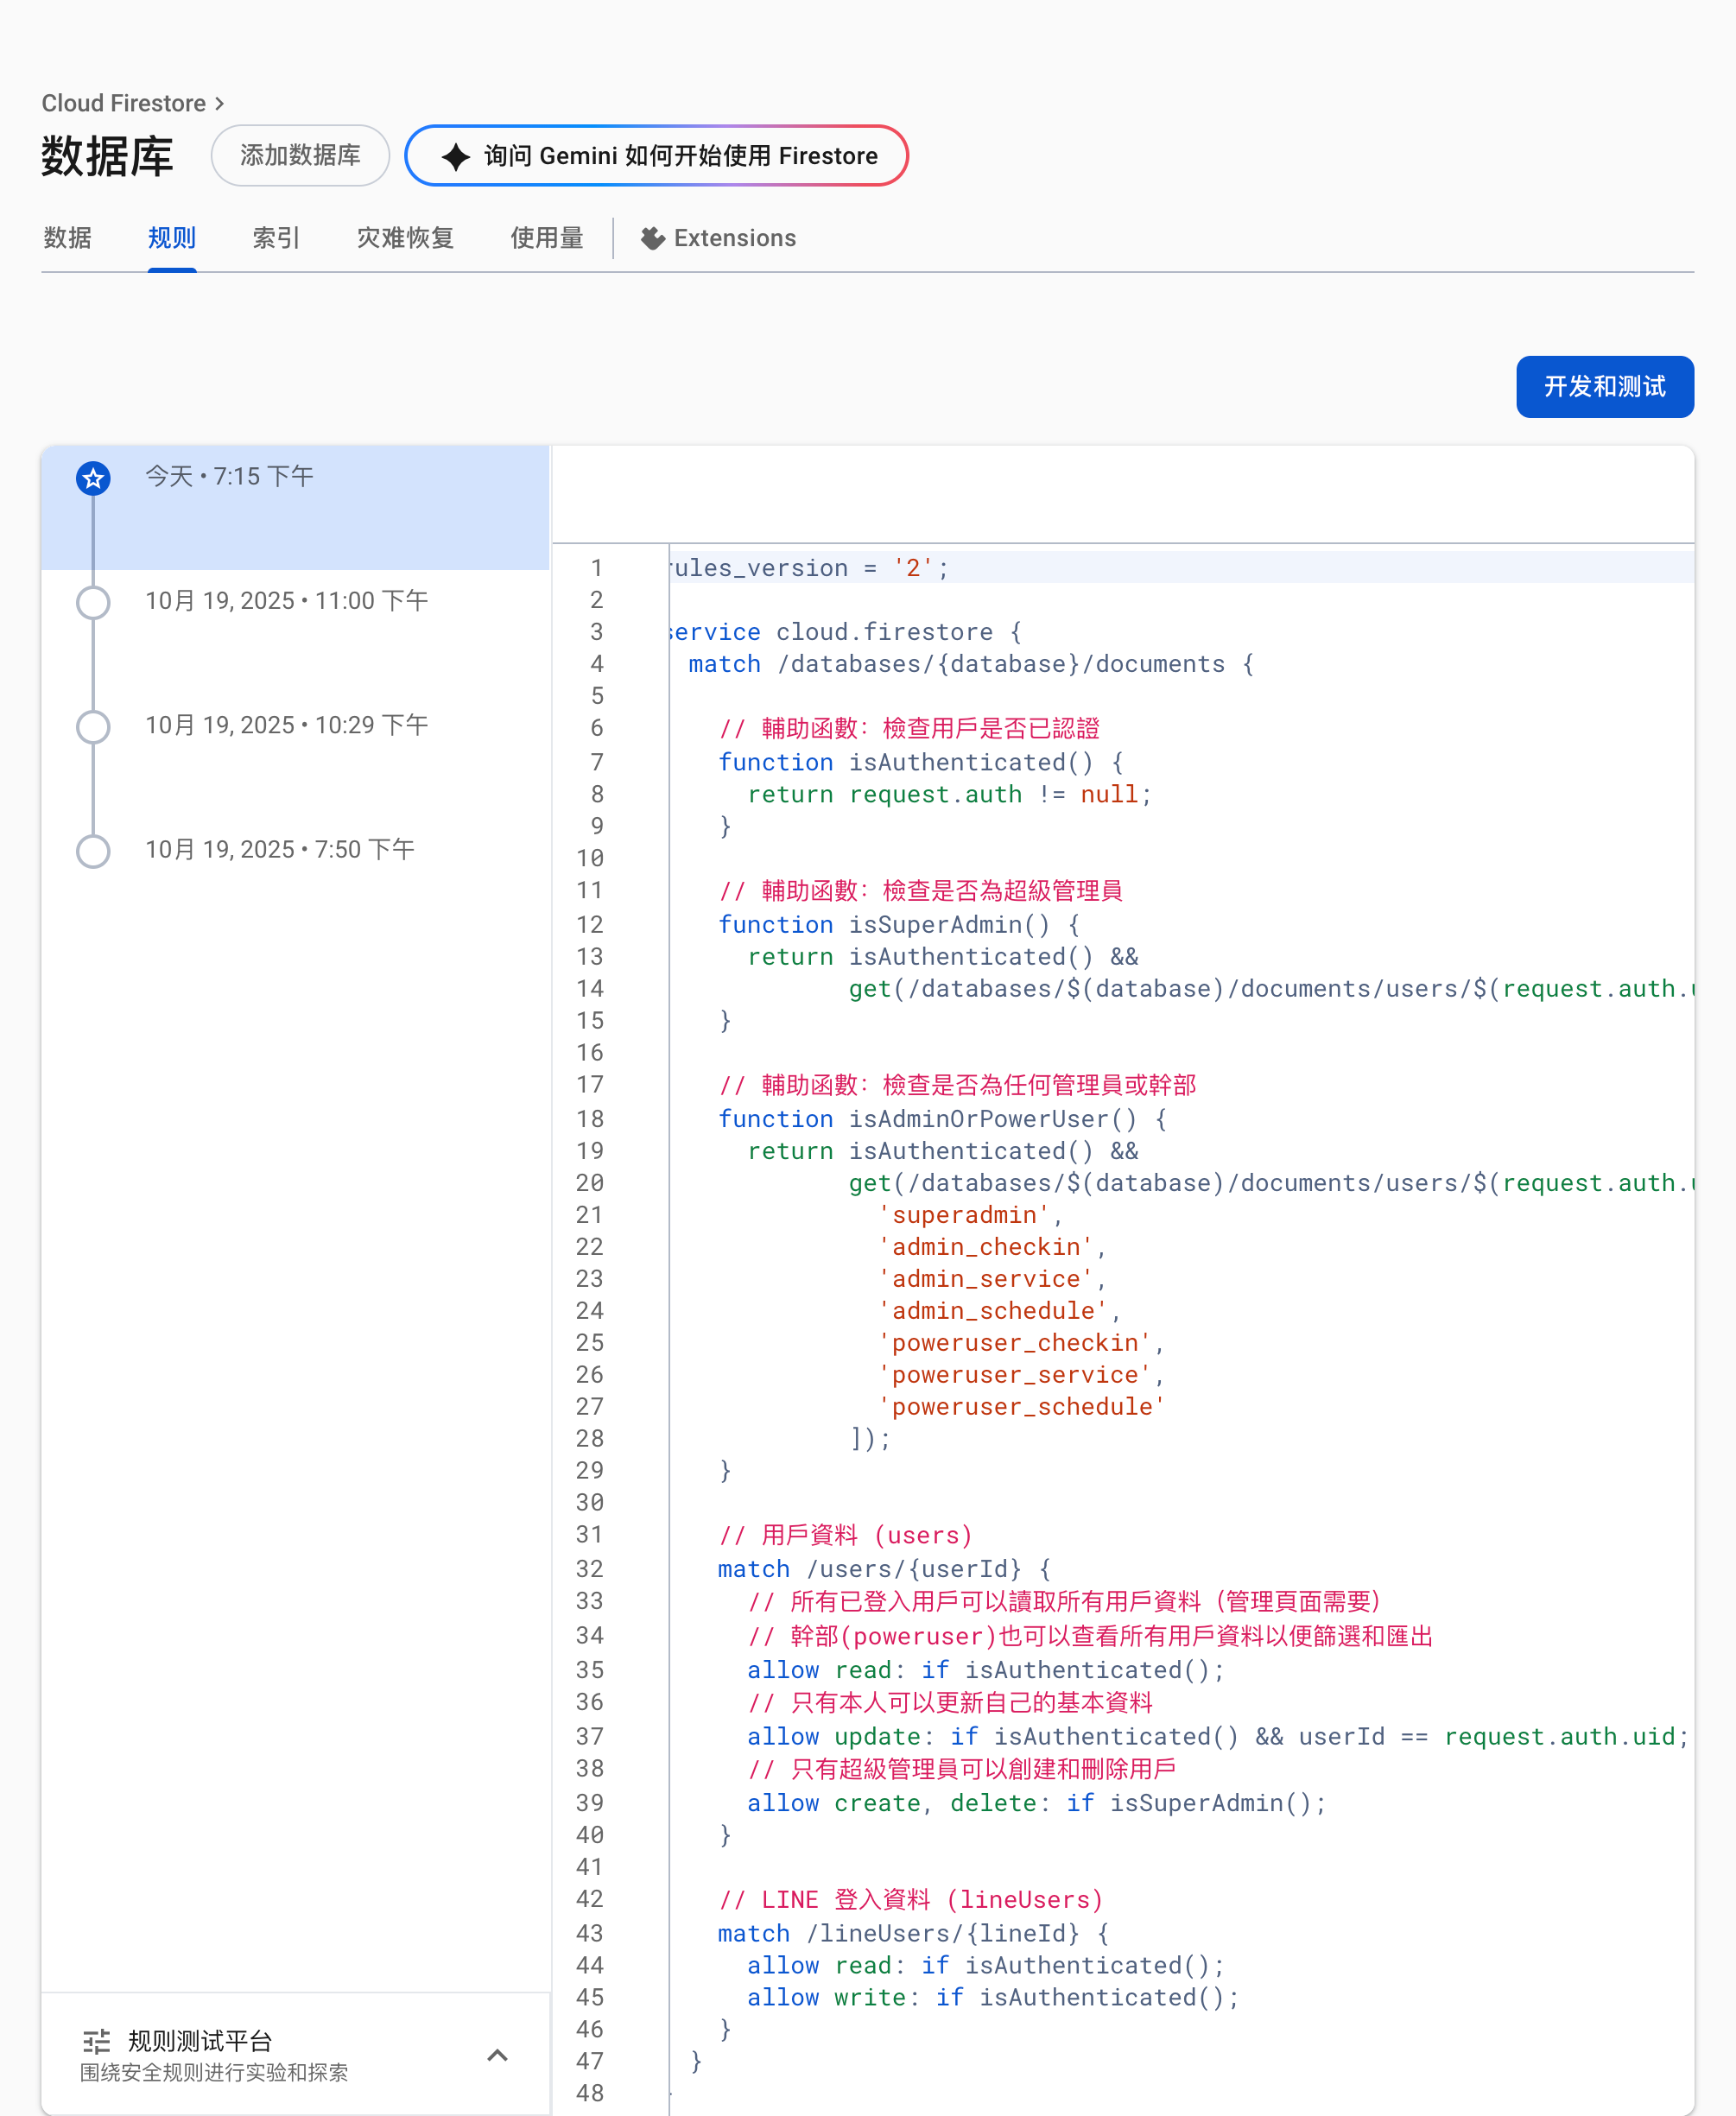 Cloud Firestore
数据库
添加数据库
询问 Gemini 如何开始使用 Firestore
数据
规则
索引
灾难恢复
使用量
Extensions
开发和测试
今天 • 7:15 下午
10月 19, 2025 • 11:00 下午
10月 19, 2025 • 10:29 下午
10月 19, 2025 • 7:50 下午
规则测试平台
围绕安全规则进行实验和探索
1 rules_version = '2';
2
3 service cloud.firestore {
4 match /databases/{database}/documents {
5
6 // 輔助函數: 檢查用戶是否已認證
7 function isAuthenticated() {
8 return request.auth != null;
9 }
10
11 // 輔助函數: 檢查是否為超級管理員
12 function isSuperAdmin() {
13 return isAuthenticated() &&
14 get(/databases/$(database)/documents/users/$(request.auth.
15 }
16
17 // 輔助函數: 檢查是否為任何管理員或幹部
18 function isAdminOrPowerUser() {
19 return isAuthenticated() &&
20 get(/databases/$(database)/documents/users/$(request.auth.
21 'superadmin',
22 'admin_checkin',
23 'admin_service',
24 'admin_schedule',
25 'poweruser_checkin',
26 'poweruser_service',
27 'poweruser_schedule'
28 ]);
29 }
30
31 // 用戶資料 (users)
32 match /users/{userId} {
33 // 所有已登入用戶可以讀取所有用戶資料（管理頁面需要）
34 // 幹部(poweruser)也可以查看所有用戶資料以便篩選和匯出
35 allow read: if isAuthenticated();
36 // 只有本人可以更新自己的基本資料
37 allow update: if isAuthenticated() && userId == request.auth.uid;
38 // 只有超級管理員可以創建和刪除用戶
39 allow create, delete: if isSuperAdmin();
40 }
41
42 // LINE 登入資料 (lineUsers)
43 match /lineUsers/{lineId} {
44 allow read: if isAuthenticated();
45 allow write: if isAuthenticated();
46 }
47 }
48